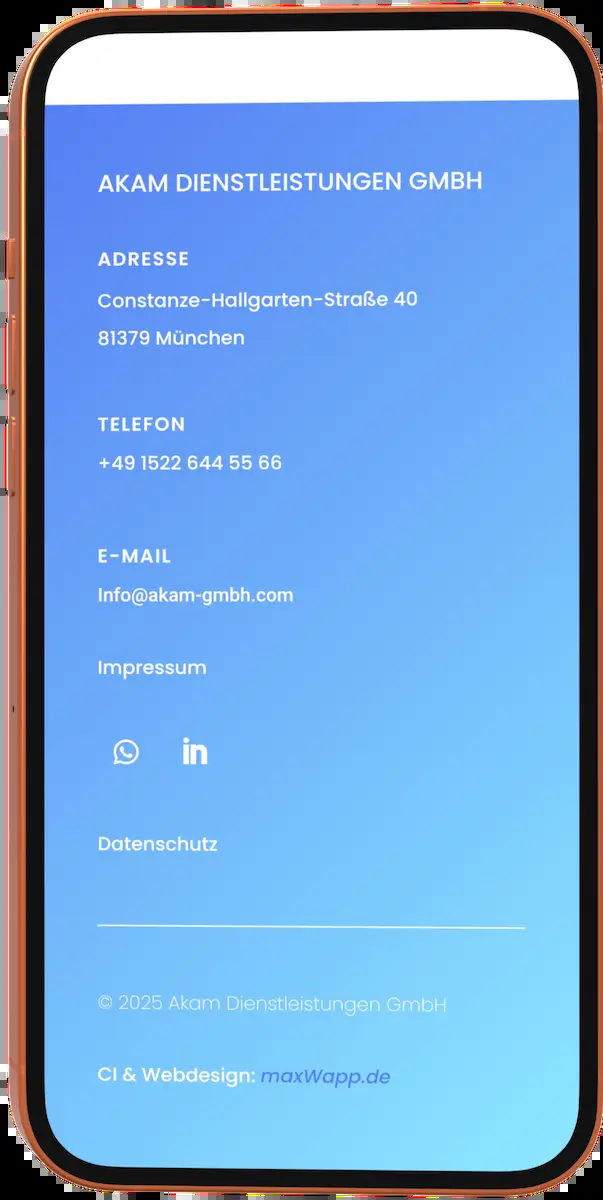 AKAM DIENSTLEISTUNGEN GMBH
ADRESSE
Constanze-Hallgarten-Straße 40
81379 München
TELEFON
+49 1522 644 55 66
E-MAIL
Info@akam-gmbh.com
Impressum
in
Datenschutz
© 2025 Akam Dienstleistungen GmbH
CI & Webdesign: maxWapp.de